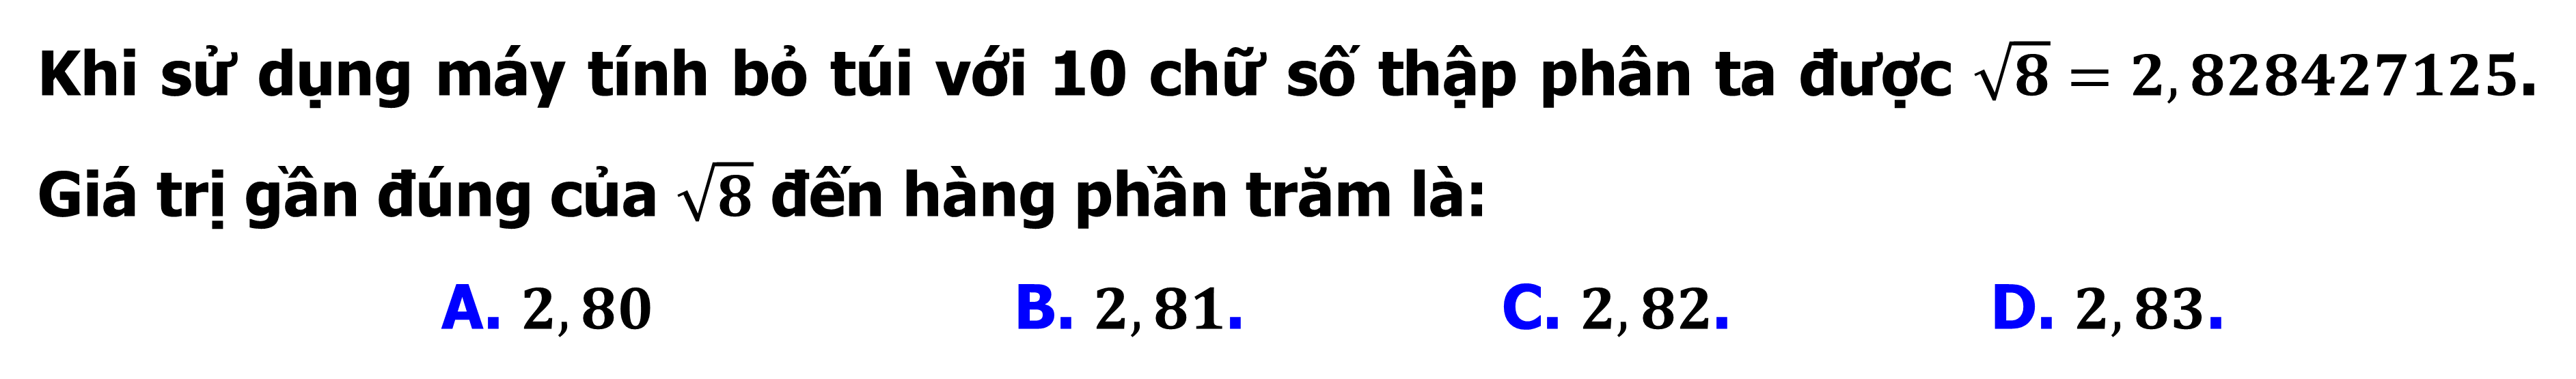 Khi sử dụng máy tính bỏ túi với 10 chữ số thập phân ta được √8 = 2,828427125.
Giá trị gần đúng của √8 đến hàng phần trăm là:
A. 2,80 B. 2,81. C. 2,82. D. 2,83.